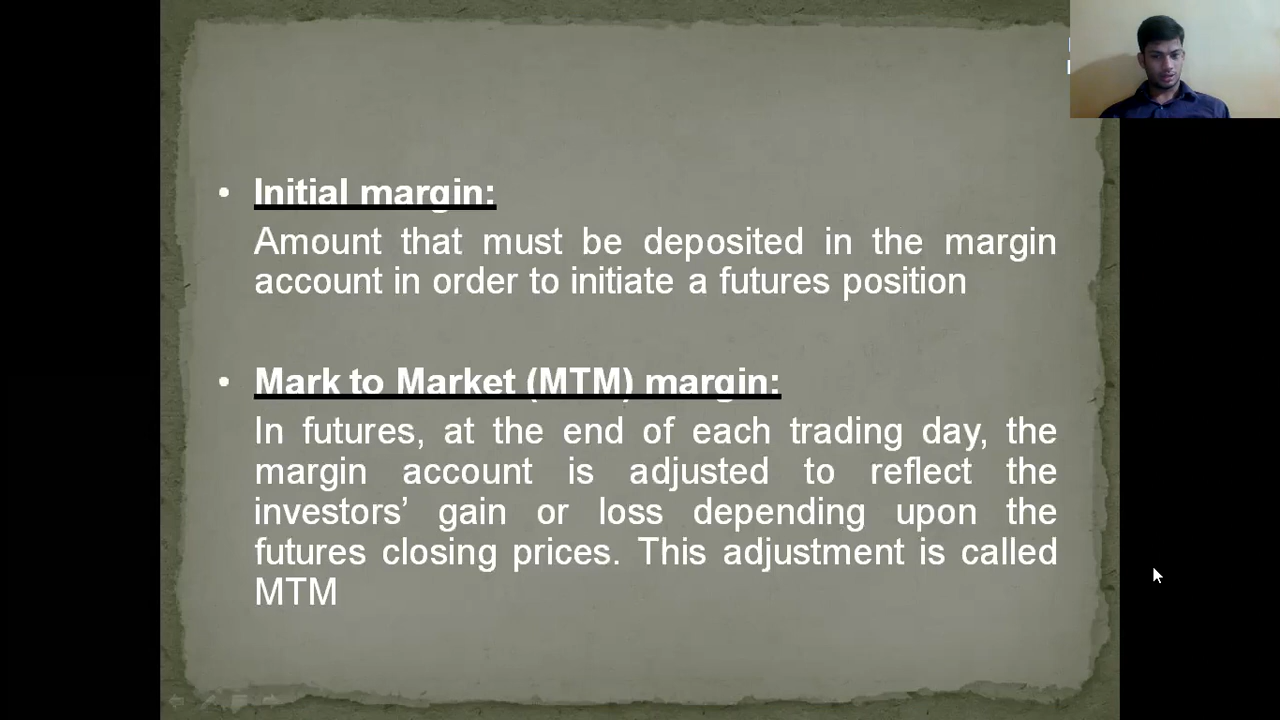 • Initial margin:
Amount that must be deposited in the margin
account in order to initiate a futures position
• Mark to Market (MTM) margin:
In futures, at the end of each trading day, the
margin account is adjusted to reflect the
investors’ gain or loss depending upon the
futures closing prices. This adjustment is called
MTM